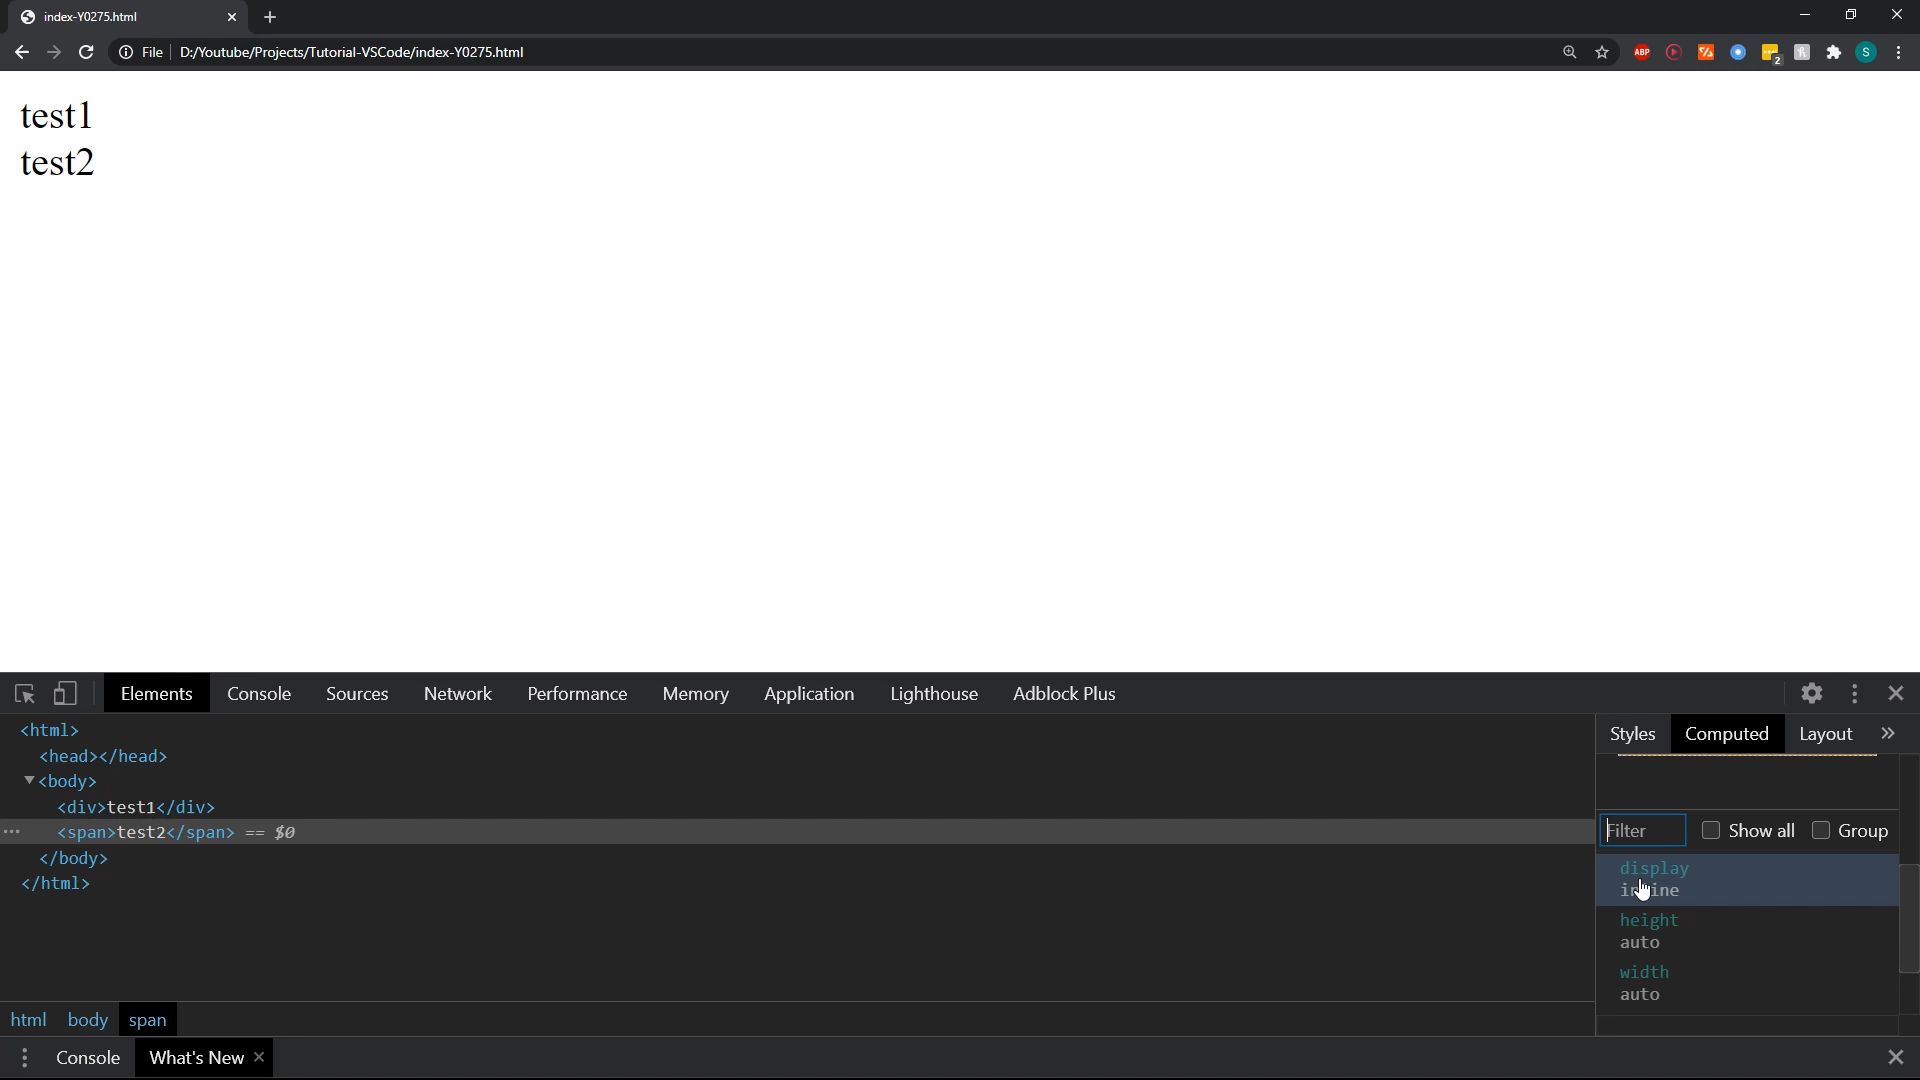 index-Y0275.html
File D:/Youtube/Projects/Tutorial-VSCode/index-Y0275.html
ABP
2
S
test1
test2
Elements Console Sources Network Performance Memory Application Lighthouse Adblock Plus
<html>
<head></head>
<body>
<div>test1</div>
<span>test2</span> == $0
</body>
</html>
Styles Computed Layout
Filter Show all Group
display
inline
height
auto
width
auto
html body span
Console What's New